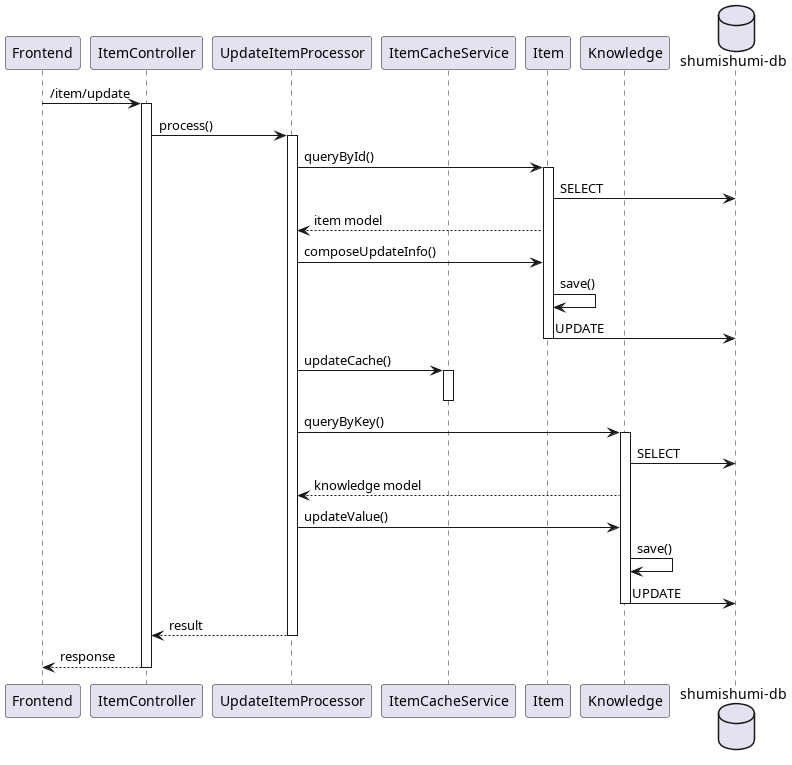 Frontend
ItemController
UpdateItemProcessor
ItemCacheService
Item
Knowledge
shumishumi-db
/item/update
process()
queryById()
SELECT
item model
composeUpdateInfo()
save()
UPDATE
updateCache()
queryByKey()
SELECT
knowledge model
updateValue()
save()
UPDATE
result
response
Frontend
ItemController
UpdateItemProcessor
ItemCacheService
Item
Knowledge
shumishumi-db